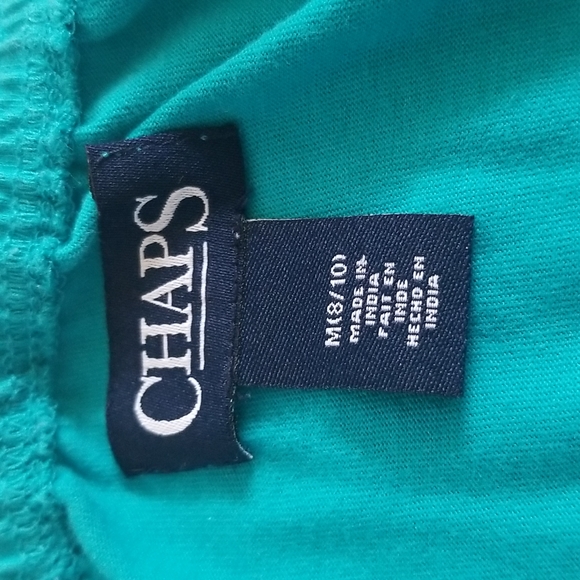 CHAPS
M(8/10)
MADE IN
INDIA
FAIT EN
INDE
HECHO EN
INDIA